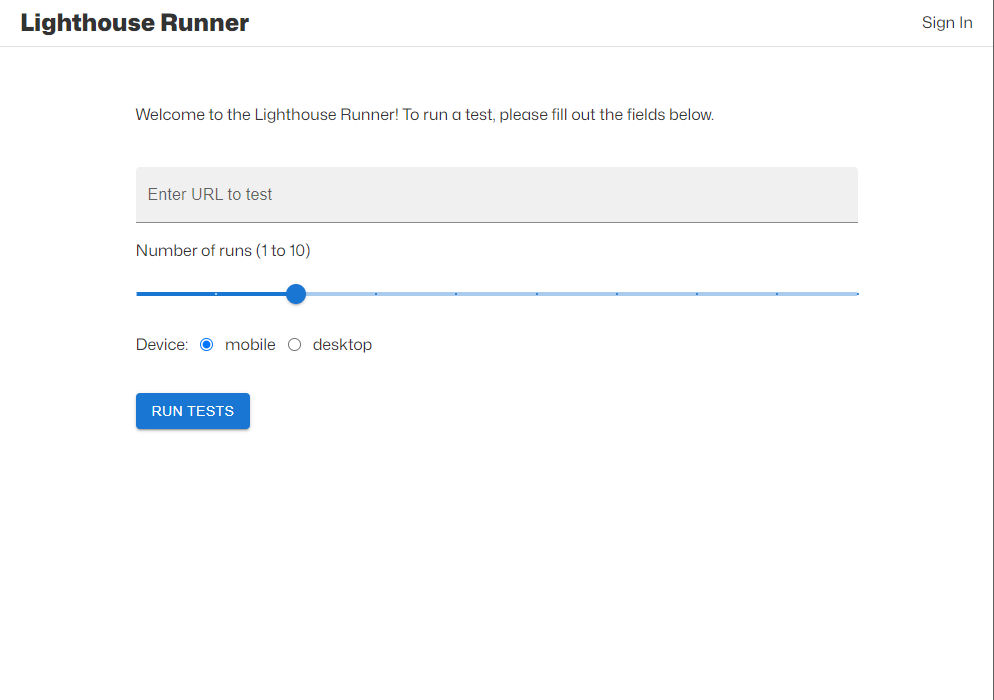 Lighthouse Runner
Sign In
Welcome to the Lighthouse Runner! To run a test, please fill out the fields below.
Enter URL to test
Number of runs (1 to 10)
Device: mobile desktop
RUN TESTS